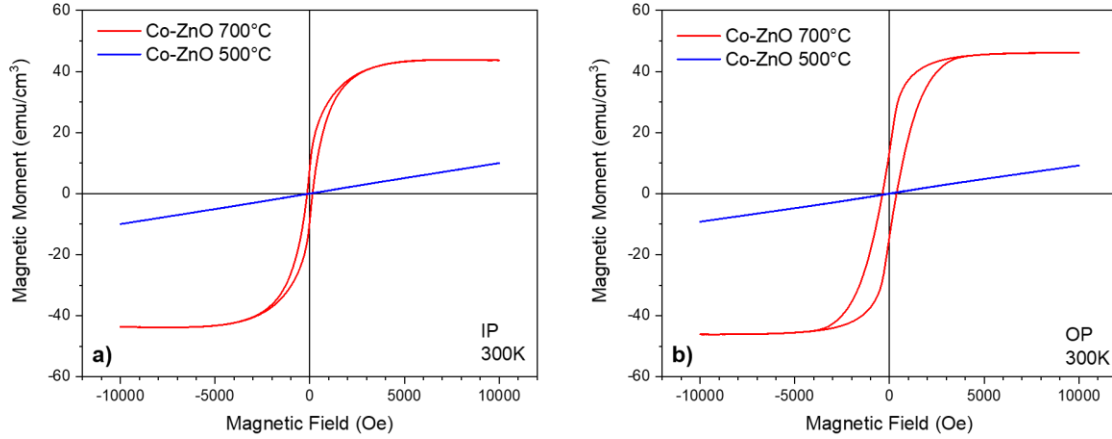 60
40
20
0
-20
-40
-60
Magnetic Moment (emu/cm³)
Co-ZnO 700°C
Co-ZnO 500°C
IP
300K
a)
-10000 -5000 0 5000 10000
Magnetic Field (Oe)
60
40
20
0
-20
-40
-60
Magnetic Moment (emu/cm³)
Co-ZnO 700°C
Co-ZnO 500°C
OP
300K
b)
-10000 -5000 0 5000 10000
Magnetic Field (Oe)